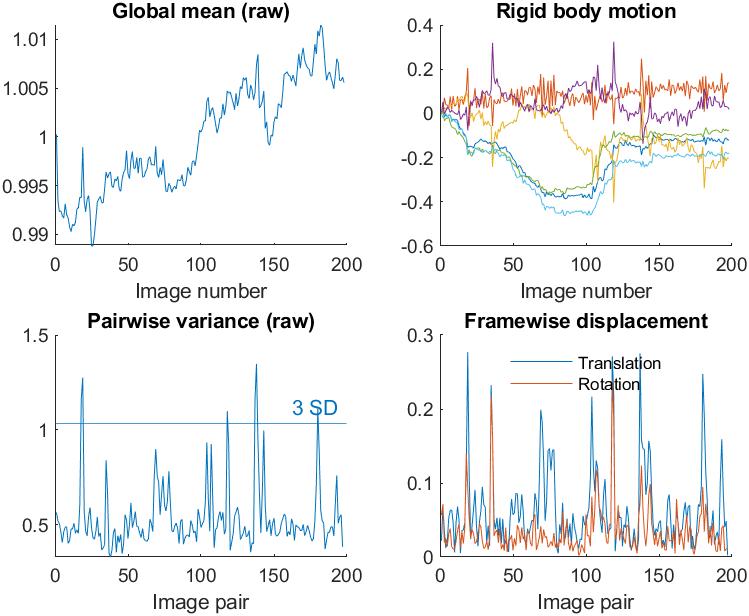 Global mean (raw)
1.01
1.005
1
0.995
0.99
0 50 100 150 200
Image number
Rigid body motion
0.4
0.2
0
-0.2
-0.4
-0.6
0 50 100 150 200
Image number
Pairwise variance (raw)
1.5
1
0.5
3 SD
0 50 100 150 200
Image pair
Framewise displacement
0.3
0.2
0.1
0
Translation
Rotation
0 50 100 150 200
Image pair